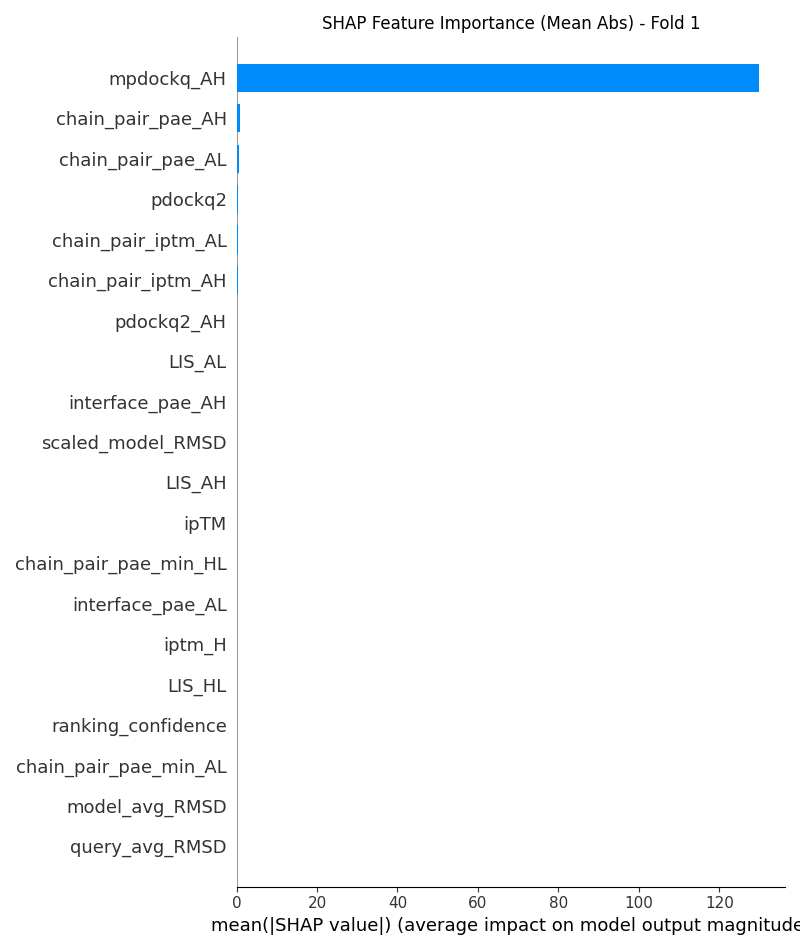 SHAP Feature Importance (Mean Abs) - Fold 1
mpdockq_AH
chain_pair_pae_AH
chain_pair_pae_AL
pdockq2
chain_pair_iptm_AL
chain_pair_iptm_AH
pdockq2_AH
LIS_AL
interface_pae_AH
scaled_model_RMSD
LIS_AH
ipTM
chain_pair_pae_min_HL
interface_pae_AL
iptm_H
LIS_HL
ranking_confidence
chain_pair_pae_min_AL
model_avg_RMSD
query_avg_RMSD
0 20 40 60 80 100 120
mean(|SHAP value|) (average impact on model output magnitude